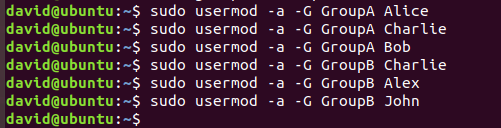 david@ubuntu:~$ sudo usermod -a -G GroupA Alice
david@ubuntu:~$ sudo usermod -a -G GroupA Charlie
david@ubuntu:~$ sudo usermod -a -G GroupA Bob
david@ubuntu:~$ sudo usermod -a -G GroupB Charlie
david@ubuntu:~$ sudo usermod -a -G GroupB Alex
david@ubuntu:~$ sudo usermod -a -G GroupB John
david@ubuntu:~$